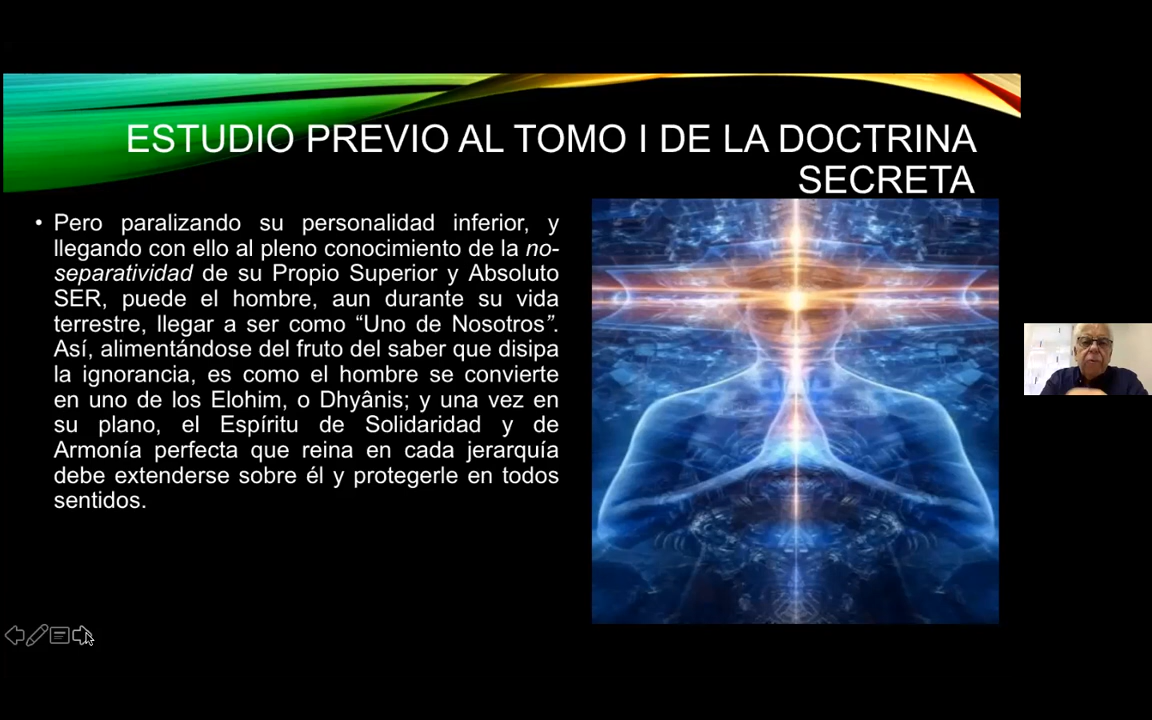 ESTUDIO PREVIO AL TOMO I DE LA DOCTRINA
SECRETA
• Pero paralizando su personalidad inferior, y
llegando con ello al pleno conocimiento de la no-
separatividad de su Propio Superior y Absoluto
SER, puede el hombre, aun durante su vida
terrestre, llegar a ser como “Uno de Nosotros”.
Así, alimentándose del fruto del saber que disipa
la ignorancia, es como el hombre se convierte
en uno de los Elohim, o Dhyânis; y una vez en
su plano, el Espíritu de Solidaridad y de
Armonía perfecta que reina en cada jerarquía
debe extenderse sobre él y protegerle en todos
sentidos.